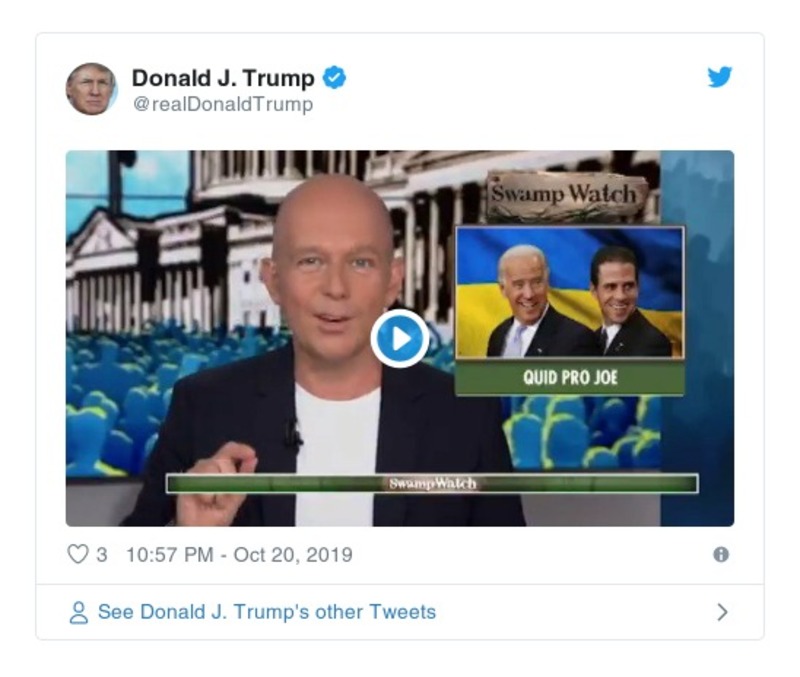 Donald J. Trump
@realDonaldTrump
Swamp Watch
QUID PRO JOE
SwampWatch
3 10:57 PM - Oct 20, 2019
See Donald J. Trump's other Tweets